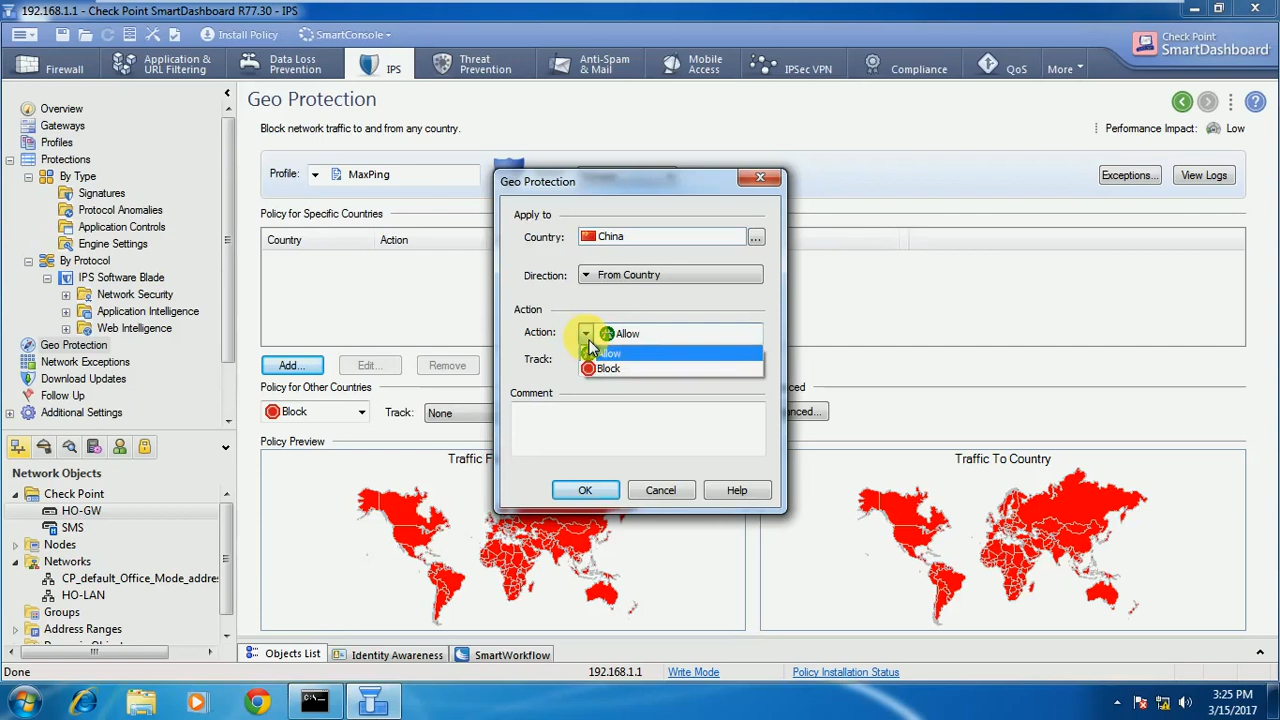 192.168.1.1 - Check Point SmartDashboard R77.30 - IPS
Install Policy
SmartConsole
Check Point
SmartDashboard
Firewall
Application &
URL Filtering
Data Loss
Prevention
IPS
Threat
Prevention
Anti-Spam
& Mail
Mobile
Access
IPSec VPN
Compliance
QoS
More
Overview
Gateways
Profiles
Protections
By Type
Signatures
Protocol Anomalies
Application Controls
Engine Settings
By Protocol
IPS Software Blade
Network Security
Application Intelligence
Web Intelligence
Geo Protection
Network Exceptions
Download Updates
Follow Up
Additional Settings
Network Objects
Check Point
HO-GW
SMS
Nodes
Networks
CP_default_Office_Mode_addre
HO-LAN
Groups
Address Ranges
Geo Protection
Block network traffic to and from any country.
Performance Impact: Low
Profile: MaxPing
Exceptions...
View Logs
Policy for Specific Countries
Country
Action
Add...
Edit...
Remove
Policy for Other Countries
Block
Track:
None
Policy Preview
Traffic F
Traffic To Country
Geo Protection
Apply to
Country: China
...
Direction: From Country
Action
Action: Allow
Allow
Block
Track:
Comment
OK
Cancel
Help
Objects List
Identity Awareness
SmartWorkflow
Done
192.168.1.1
Write Mode
Policy Installation Status
3:25 PM
3/15/2017